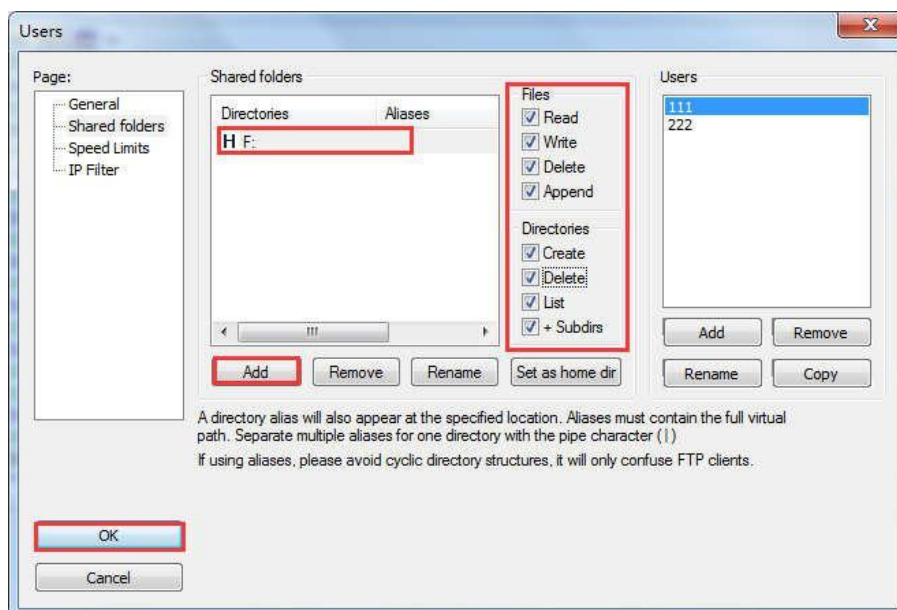 Users
Page:
General
Shared folders
Speed Limits
IP Filter
Shared folders
Directories Aliases
H F:
Files
Read
Write
Delete
Append
Directories
Create
Delete
List
+ Subdirs
Add Remove Rename Set as home dir
Users
111
222
Add Remove
Rename Copy
A directory alias will also appear at the specified location. Aliases must contain the full virtual
path. Separate multiple aliases for one directory with the pipe character ( | )
If using aliases, please avoid cyclic directory structures, it will only confuse FTP clients.
OK
Cancel